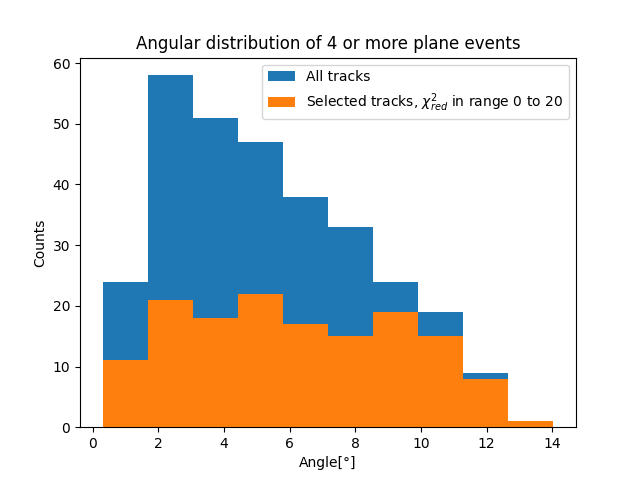 Angular distribution of 4 or more plane events
All tracks
Selected tracks, χ²_red in range 0 to 20
60
50
40
30
20
10
0
Counts
0 2 4 6 8 10 12 14
Angle[°]